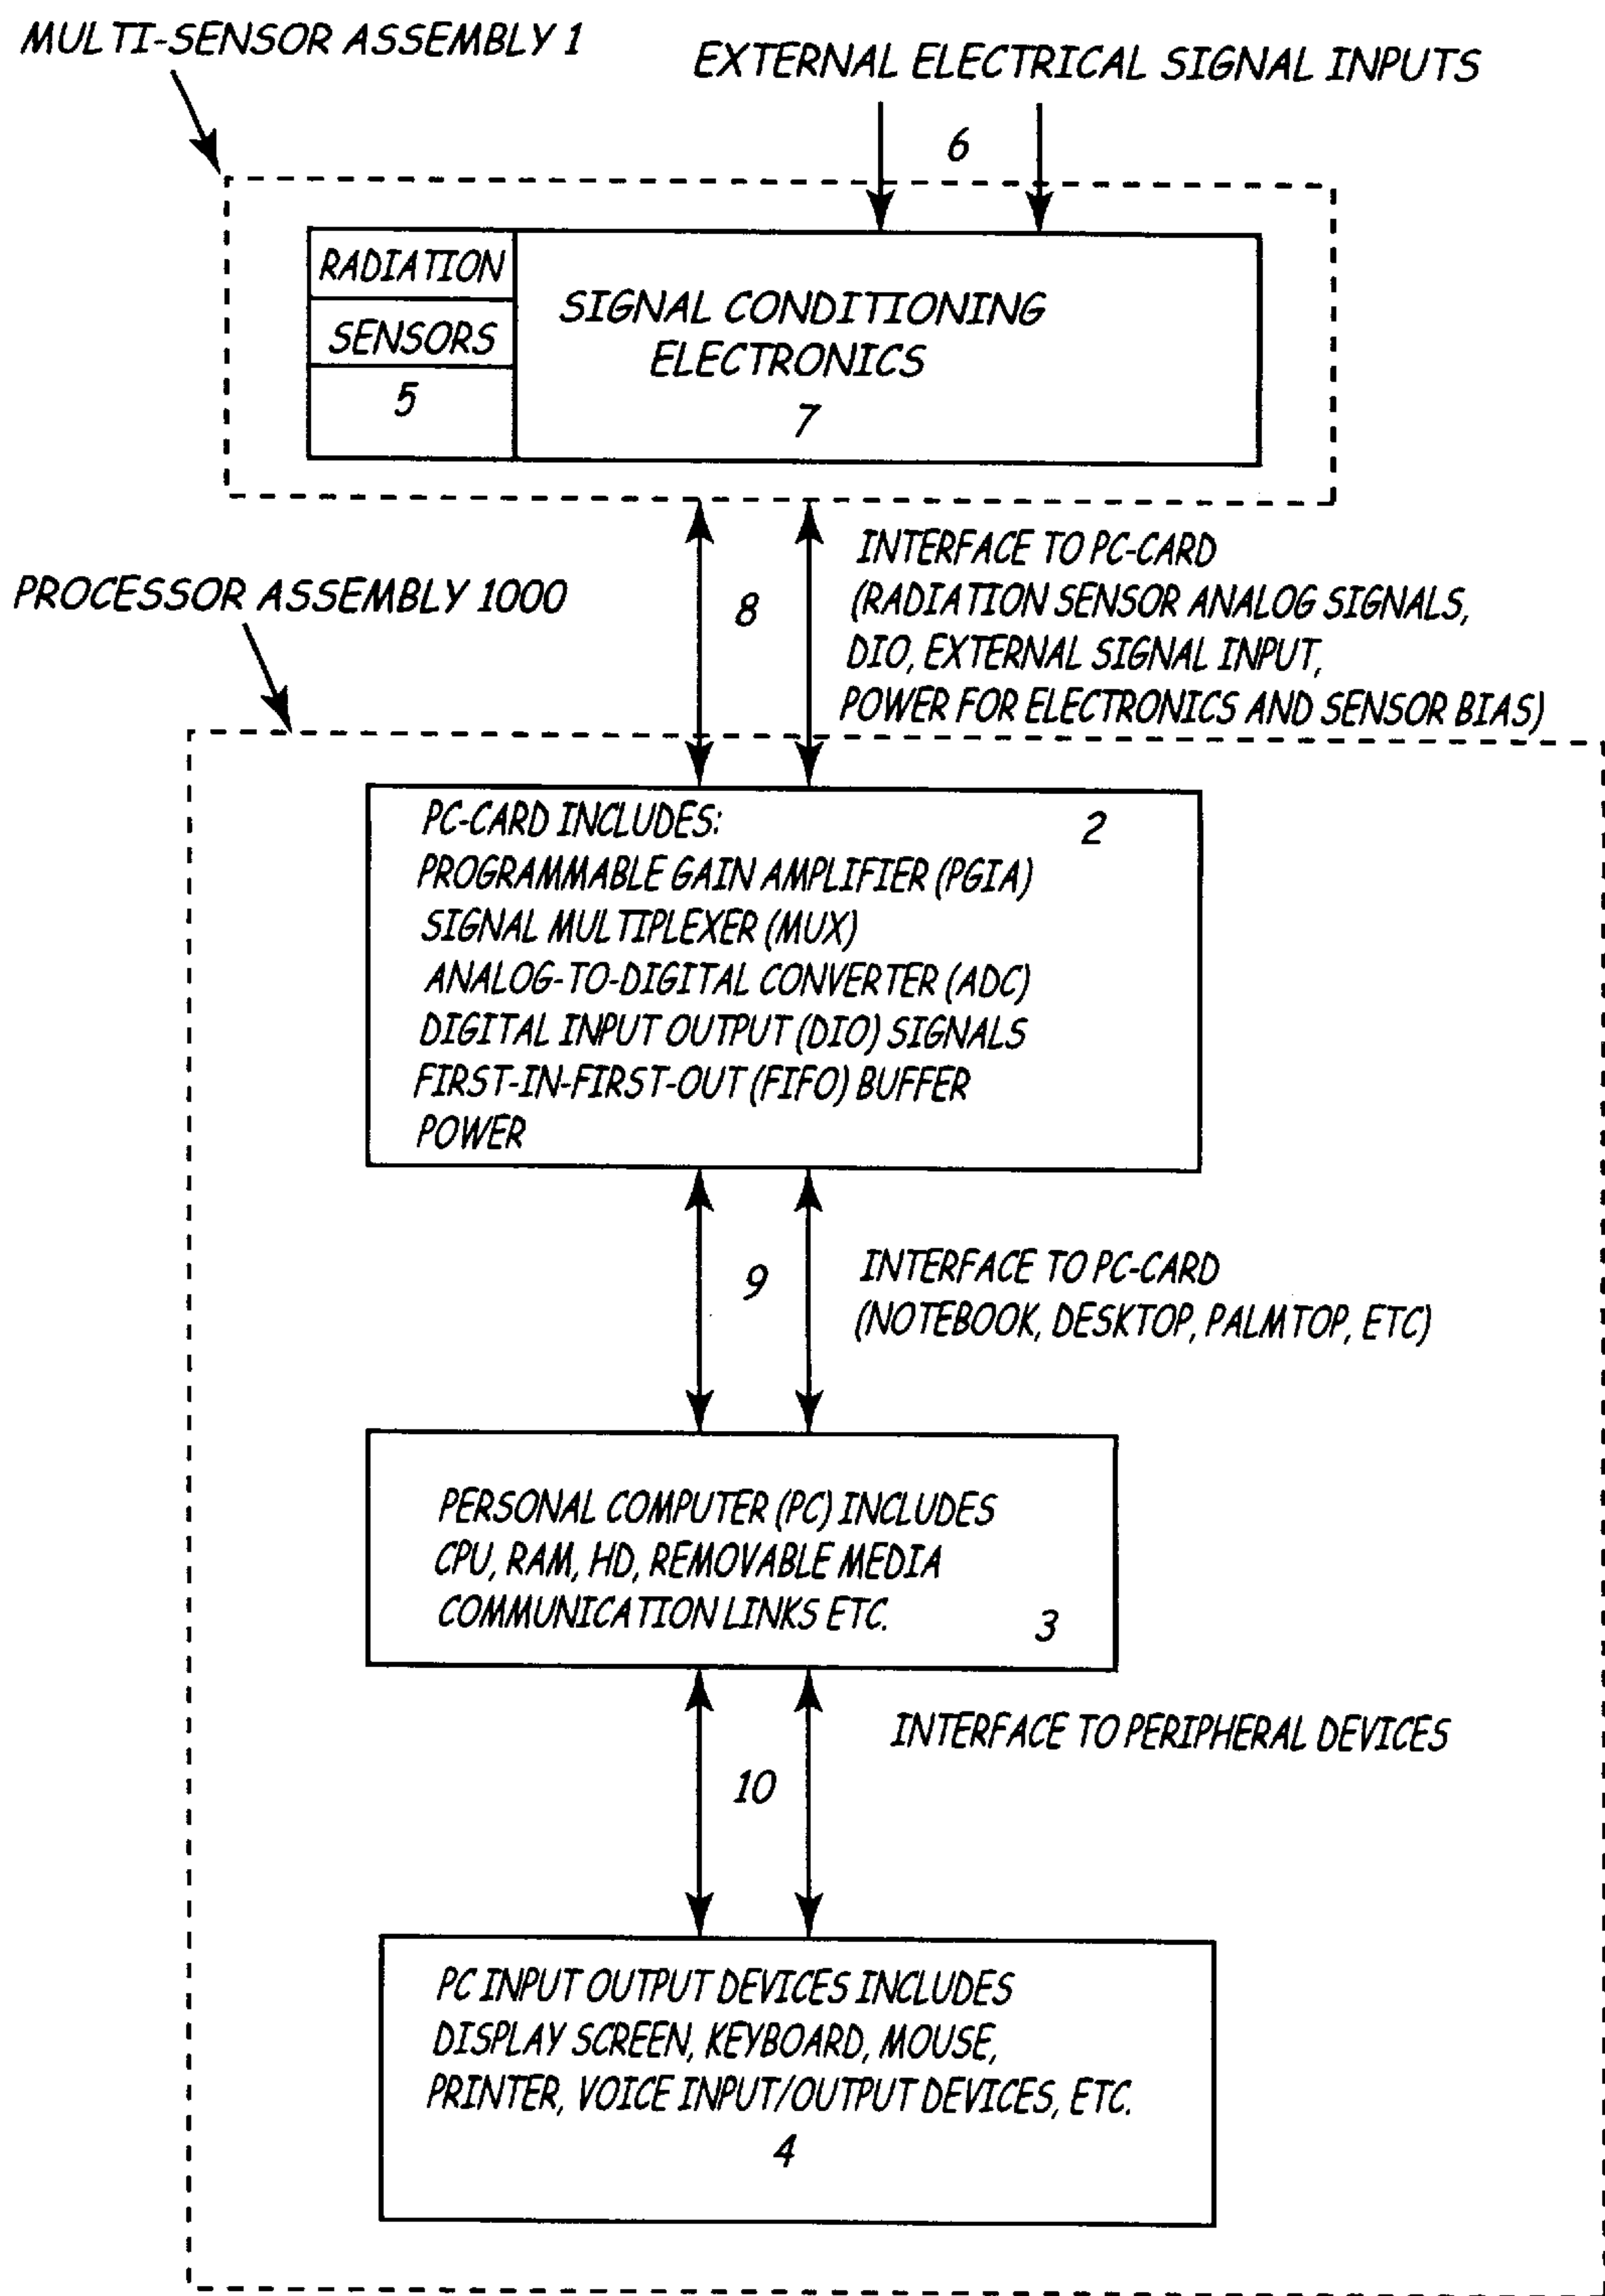 MULTI-SENSOR ASSEMBLY 1
EXTERNAL ELECTRICAL SIGNAL INPUTS
6
RADIATION
SENSORS
5
SIGNAL CONDITIONING
ELECTRONICS
7
8
INTERFACE TO PC-CARD
(RADIATION SENSOR ANALOG SIGNALS,
DIO, EXTERNAL SIGNAL INPUT,
POWER FOR ELECTRONICS AND SENSOR BIAS)
PROCESSOR ASSEMBLY 1000
PC-CARD INCLUDES:
2
PROGRAMMABLE GAIN AMPLIFIER (PGIA)
SIGNAL MULTIPLEXER (MUX)
ANALOG-TO-DIGITAL CONVERTER (ADC)
DIGITAL INPUT OUTPUT (DIO) SIGNALS
FIRST-IN-FIRST-OUT (FIFO) BUFFER
POWER
9
INTERFACE TO PC-CARD
(NOTEBOOK, DESKTOP, PALMTOP, ETC)
PERSONAL COMPUTER (PC) INCLUDES
CPU, RAM, HD, REMOVABLE MEDIA
COMMUNICATION LINKS ETC.
3
INTERFACE TO PERIPHERAL DEVICES
10
PC INPUT OUTPUT DEVICES INCLUDES
DISPLAY SCREEN, KEYBOARD, MOUSE,
PRINTER, VOICE INPUT/OUTPUT DEVICES, ETC.
4